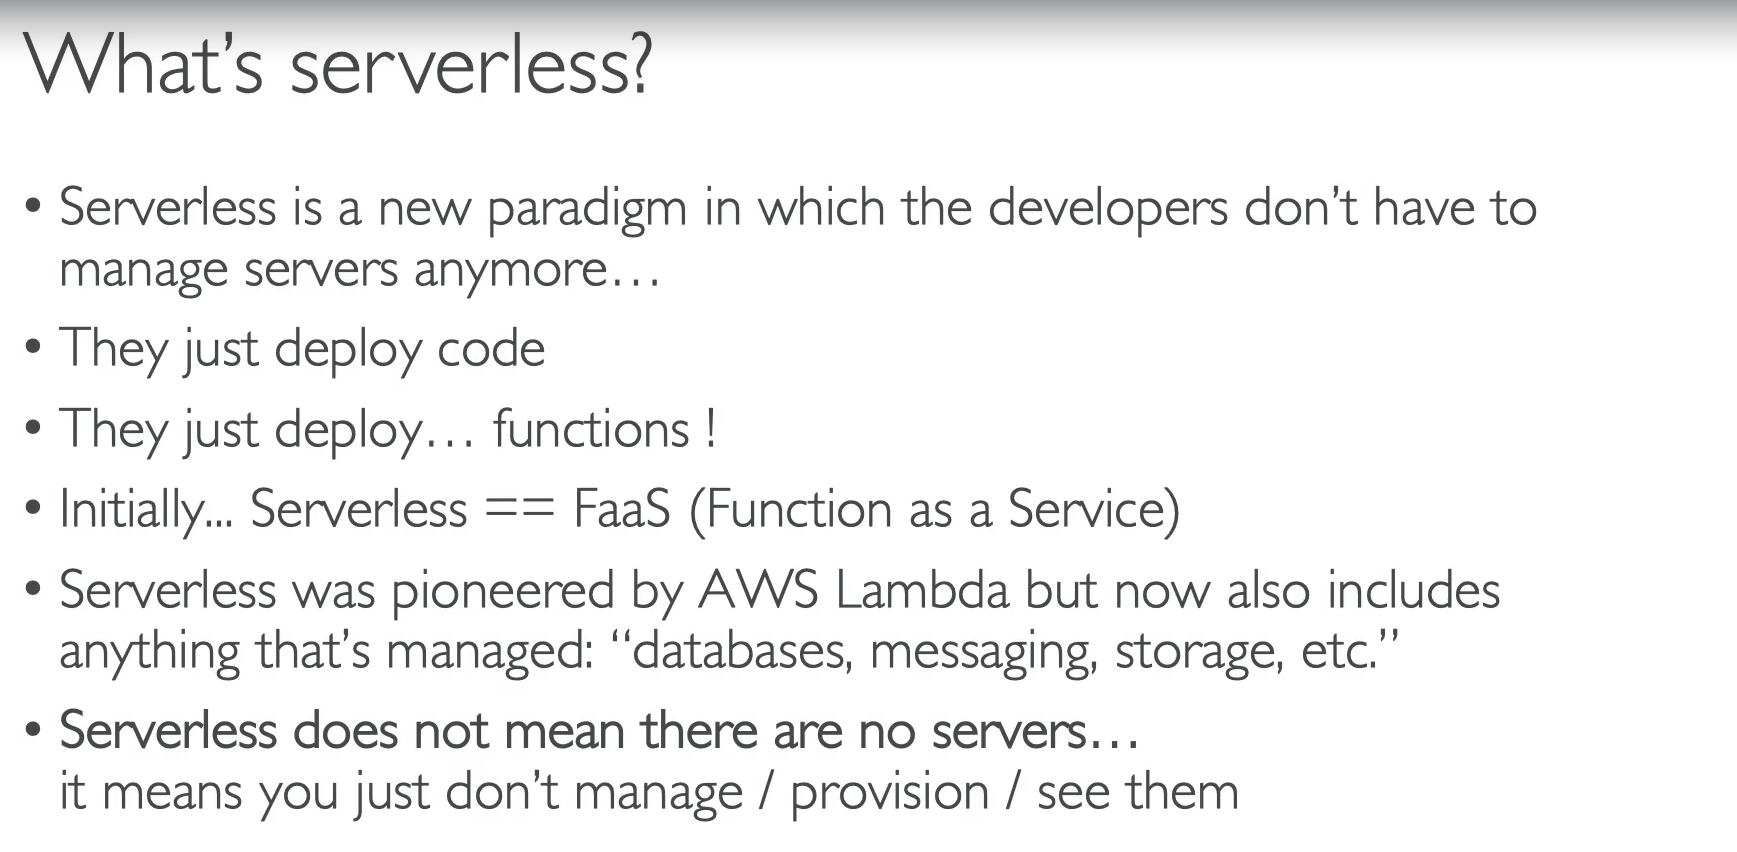 What’s serverless?
• Serverless is a new paradigm in which the developers don’t have to
manage servers anymore…
• They just deploy code
• They just deploy… functions !
• Initially... Serverless == FaaS (Function as a Service)
• Serverless was pioneered by AWS Lambda but now also includes
anything that’s managed: “databases, messaging, storage, etc.”
• Serverless does not mean there are no servers…
it means you just don’t manage / provision / see them